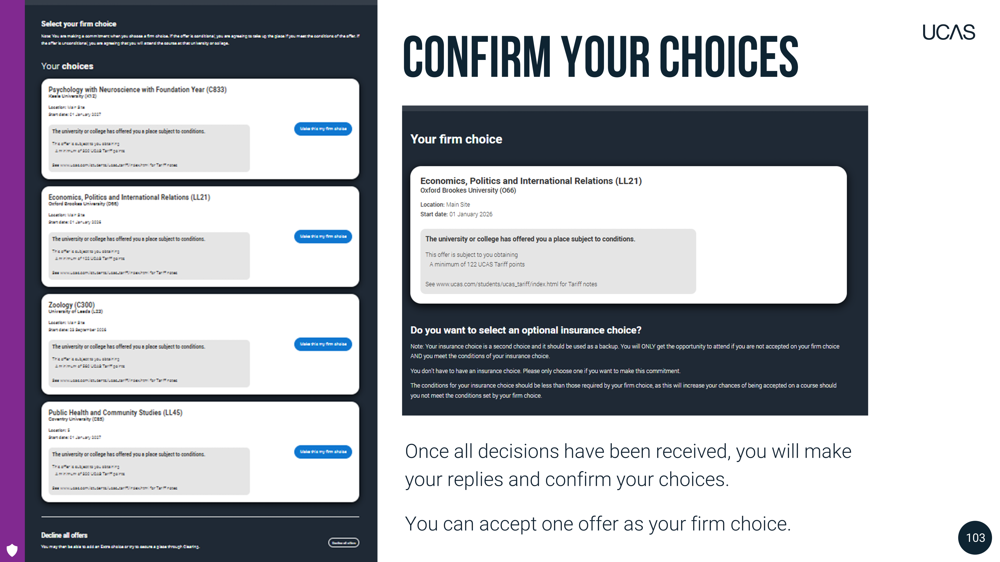 Select your firm choice
Note: You are making a commitment when you choose a firm choice. If the offer is conditional, you are agreeing to take up the place if you meet the conditions of the offer. If
the offer is unconditional, you are agreeing that you will attend the course at that university or college.
Your choices
Psychology with Neuroscience with Foundation Year (C833)
Keele University (K12)
Location: Main Site
Start date: 01 January 2027
The university or college has offered you a place subject to conditions.
This offer is subject to you obtaining
A minimum of UCAS Tariff points
See www.ucas.com/students/ucas_tariff/index.html for Tariff notes
Make this my firm choice
Economics, Politics and International Relations (LL21)
Oxford Brookes University (O66)
Location: Main Site
Start date: 01 January 2026
The university or college has offered you a place subject to conditions.
This offer is subject to you obtaining
A minimum of 122 UCAS Tariff points
See www.ucas.com/students/ucas_tariff/index.html for Tariff notes
Make this my firm choice
Zoology (C300)
University of Leeds (L23)
Location: Main Site
Start date: September 2026
The university or college has offered you a place subject to conditions.
This offer is subject to you obtaining
A minimum of UCAS Tariff points
See www.ucas.com/students/ucas_tariff/index.html for Tariff notes
Make this my firm choice
Public Health and Community Studies (LL45)
Coventry University (C85)
Location:
Start date: 01 January 2027
The university or college has offered you a place subject to conditions.
This offer is subject to you obtaining
A minimum of UCAS Tariff points
See www.ucas.com/students/ucas_tariff/index.html for Tariff notes
Make this my firm choice
Decline all offers
You may then be able to add an Extra choice or try to secure a place through Clearing.
Decline all offers
CONFIRM YOUR CHOICES
UCAS
Your firm choice
Economics, Politics and International Relations (LL21)
Oxford Brookes University (O66)
Location: Main Site
Start date: 01 January 2026
The university or college has offered you a place subject to conditions.
This offer is subject to you obtaining
A minimum of 122 UCAS Tariff points
See www.ucas.com/students/ucas_tariff/index.html for Tariff notes
Do you want to select an optional insurance choice?
Note: Your insurance choice is a second choice and it should be used as a backup. You will ONLY get the opportunity to attend if you are not accepted on your firm choice
AND you meet the conditions of your insurance choice.
You don't have to have an insurance choice. Please only choose one if you want to make this commitment.
The conditions for your insurance choice should be less than those required by your firm choice, as this will increase your chances of being accepted on a course should
you not meet the conditions set by your firm choice.
Once all decisions have been received, you will make
your replies and confirm your choices.
You can accept one offer as your firm choice.
103